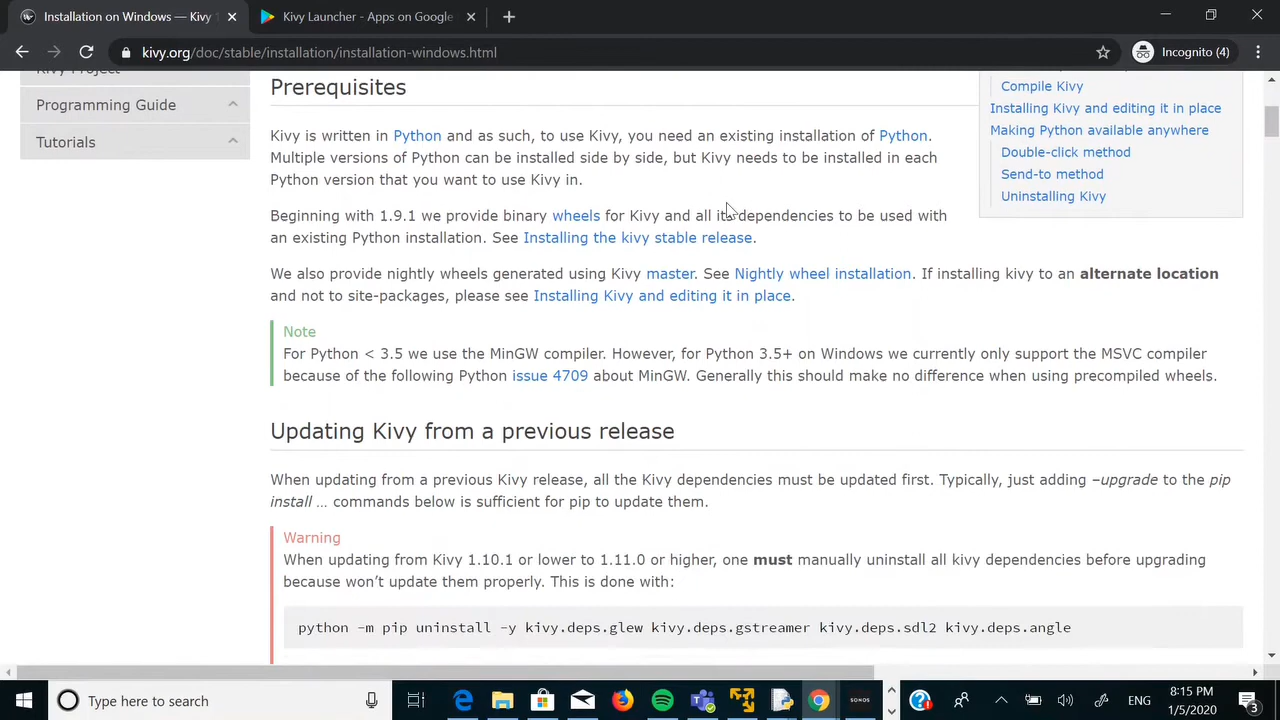 Installation on Windows — Kivy 1
Kivy Launcher - Apps on Google
kivy.org/doc/stable/installation/installation-windows.html
Incognito (4)
Kivy Project
Programming Guide
Tutorials
Prerequisites
Kivy is written in Python and as such, to use Kivy, you need an existing installation of Python.
Multiple versions of Python can be installed side by side, but Kivy needs to be installed in each
Python version that you want to use Kivy in.
Beginning with 1.9.1 we provide binary wheels for Kivy and all its dependencies to be used with
an existing Python installation. See Installing the kivy stable release.
We also provide nightly wheels generated using Kivy master. See Nightly wheel installation. If installing kivy to an alternate location
and not to site-packages, please see Installing Kivy and editing it in place.
Note
For Python < 3.5 we use the MinGW compiler. However, for Python 3.5+ on Windows we currently only support the MSVC compiler
because of the following Python issue 4709 about MinGW. Generally this should make no difference when using precompiled wheels.
Updating Kivy from a previous release
When updating from a previous Kivy release, all the Kivy dependencies must be updated first. Typically, just adding –upgrade to the pip
install … commands below is sufficient for pip to update them.
Warning
When updating from Kivy 1.10.1 or lower to 1.11.0 or higher, one must manually uninstall all kivy dependencies before upgrading
because won't update them properly. This is done with:
python -m pip uninstall -y kivy.deps.glew kivy.deps.gstreamer kivy.deps.sdl2 kivy.deps.angle
Compile Kivy
Installing Kivy and editing it in place
Making Python available anywhere
Double-click method
Send-to method
Uninstalling Kivy
Type here to search
SONOS
ENG
8:15 PM
1/5/2020
3